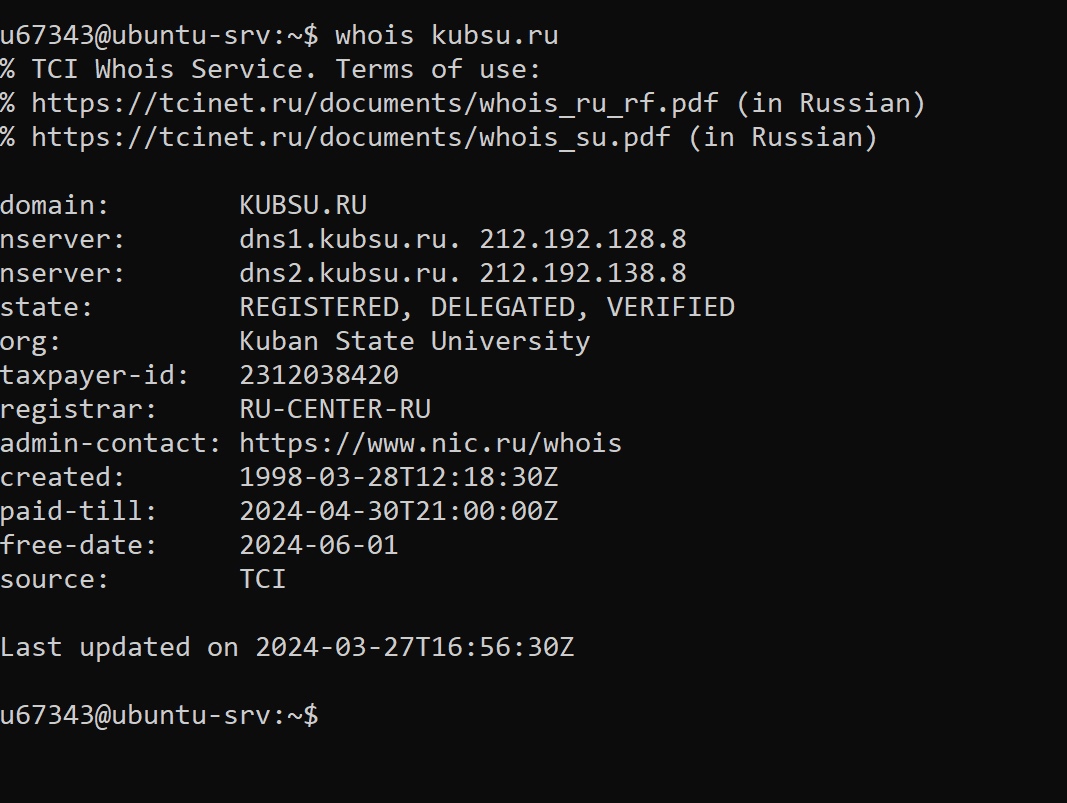 u67343@ubuntu-srv:~$ whois kubsu.ru
% TCI Whois Service. Terms of use:
% https://tcinet.ru/documents/whois_ru_rf.pdf (in Russian)
% https://tcinet.ru/documents/whois_su.pdf (in Russian)

domain:        KUBSU.RU
nserver:       dns1.kubsu.ru. 212.192.128.8
nserver:       dns2.kubsu.ru. 212.192.138.8
state:         REGISTERED, DELEGATED, VERIFIED
org:           Kuban State University
taxpayer-id:   2312038420
registrar:     RU-CENTER-RU
admin-contact: https://www.nic.ru/whois
created:       1998-03-28T12:18:30Z
paid-till:     2024-04-30T21:00:00Z
free-date:     2024-06-01
source:        TCI

Last updated on 2024-03-27T16:56:30Z

u67343@ubuntu-srv:~$